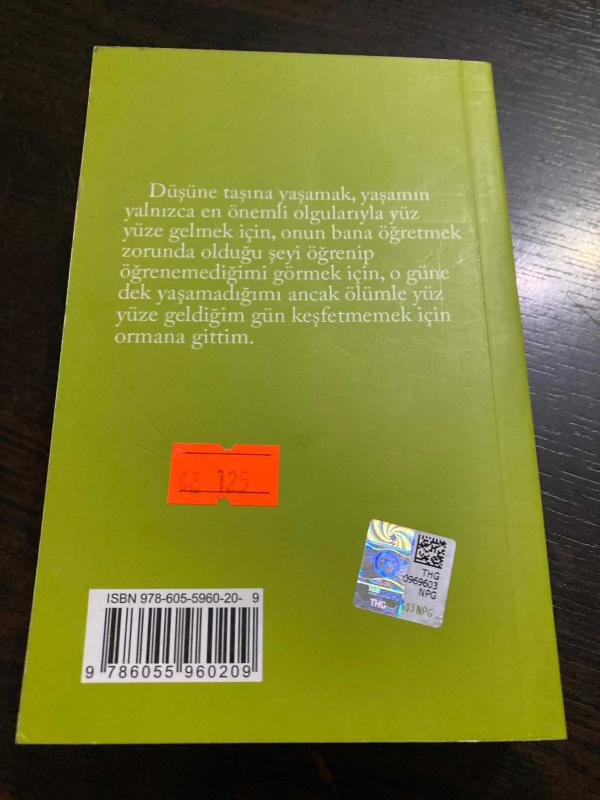 Düşüne taşına yaşamak, yaşamın
yalnızca en önemli olgularıyla yüz
yüze gelmek için, onun bana öğretmek
zorunda olduğu şeyi öğrenip
öğrenemediğimi görmek için, o güne
dek yaşamadığımı ancak ölümle yüz
yüze geldiğim gün keşfetmemek için
ormana gittim.
125
THG
0969603
NPG
THG
03 NPG
ISBN 978-605-5960-20- 9
9 786055 960209